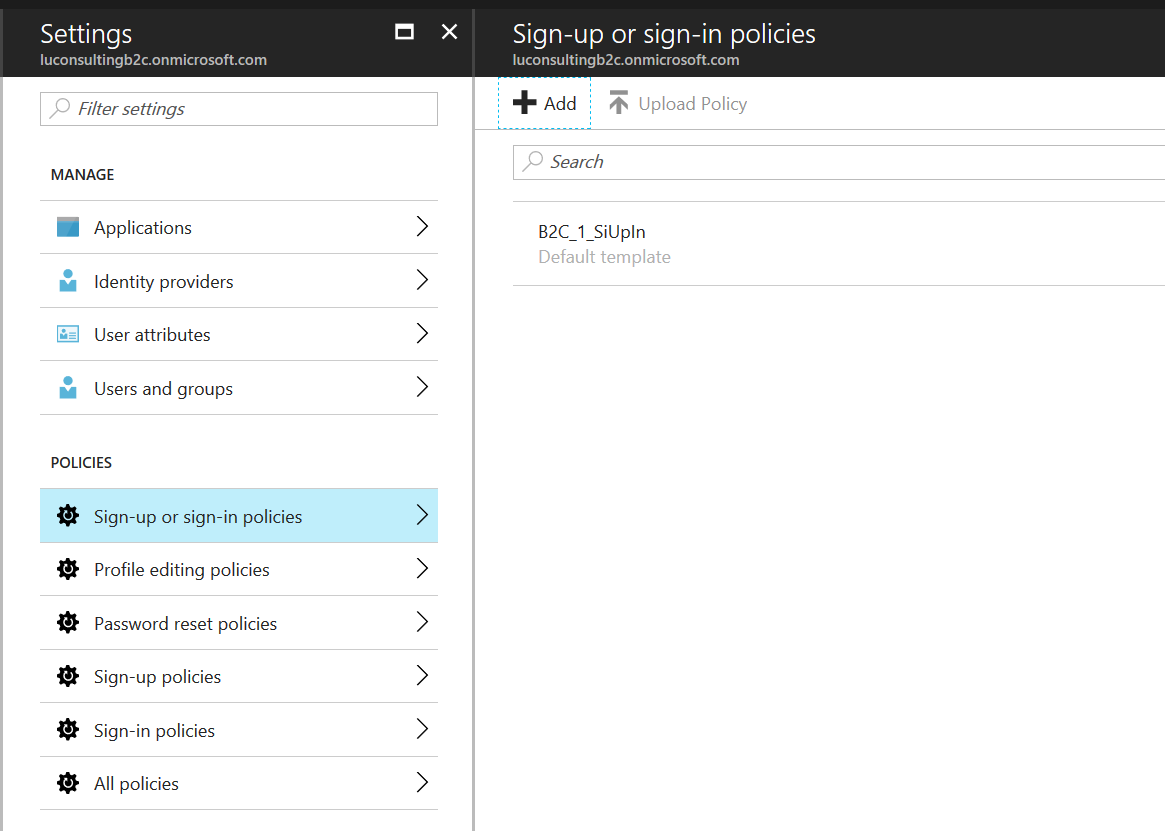 Settings
luconsultingb2c.onmicrosoft.com
Filter settings
MANAGE
Applications
Identity providers
User attributes
Users and groups
POLICIES
Sign-up or sign-in policies
Profile editing policies
Password reset policies
Sign-up policies
Sign-in policies
All policies
Sign-up or sign-in policies
luconsultingb2c.onmicrosoft.com
Add Upload Policy
Search
B2C_1_SiUpIn
Default template